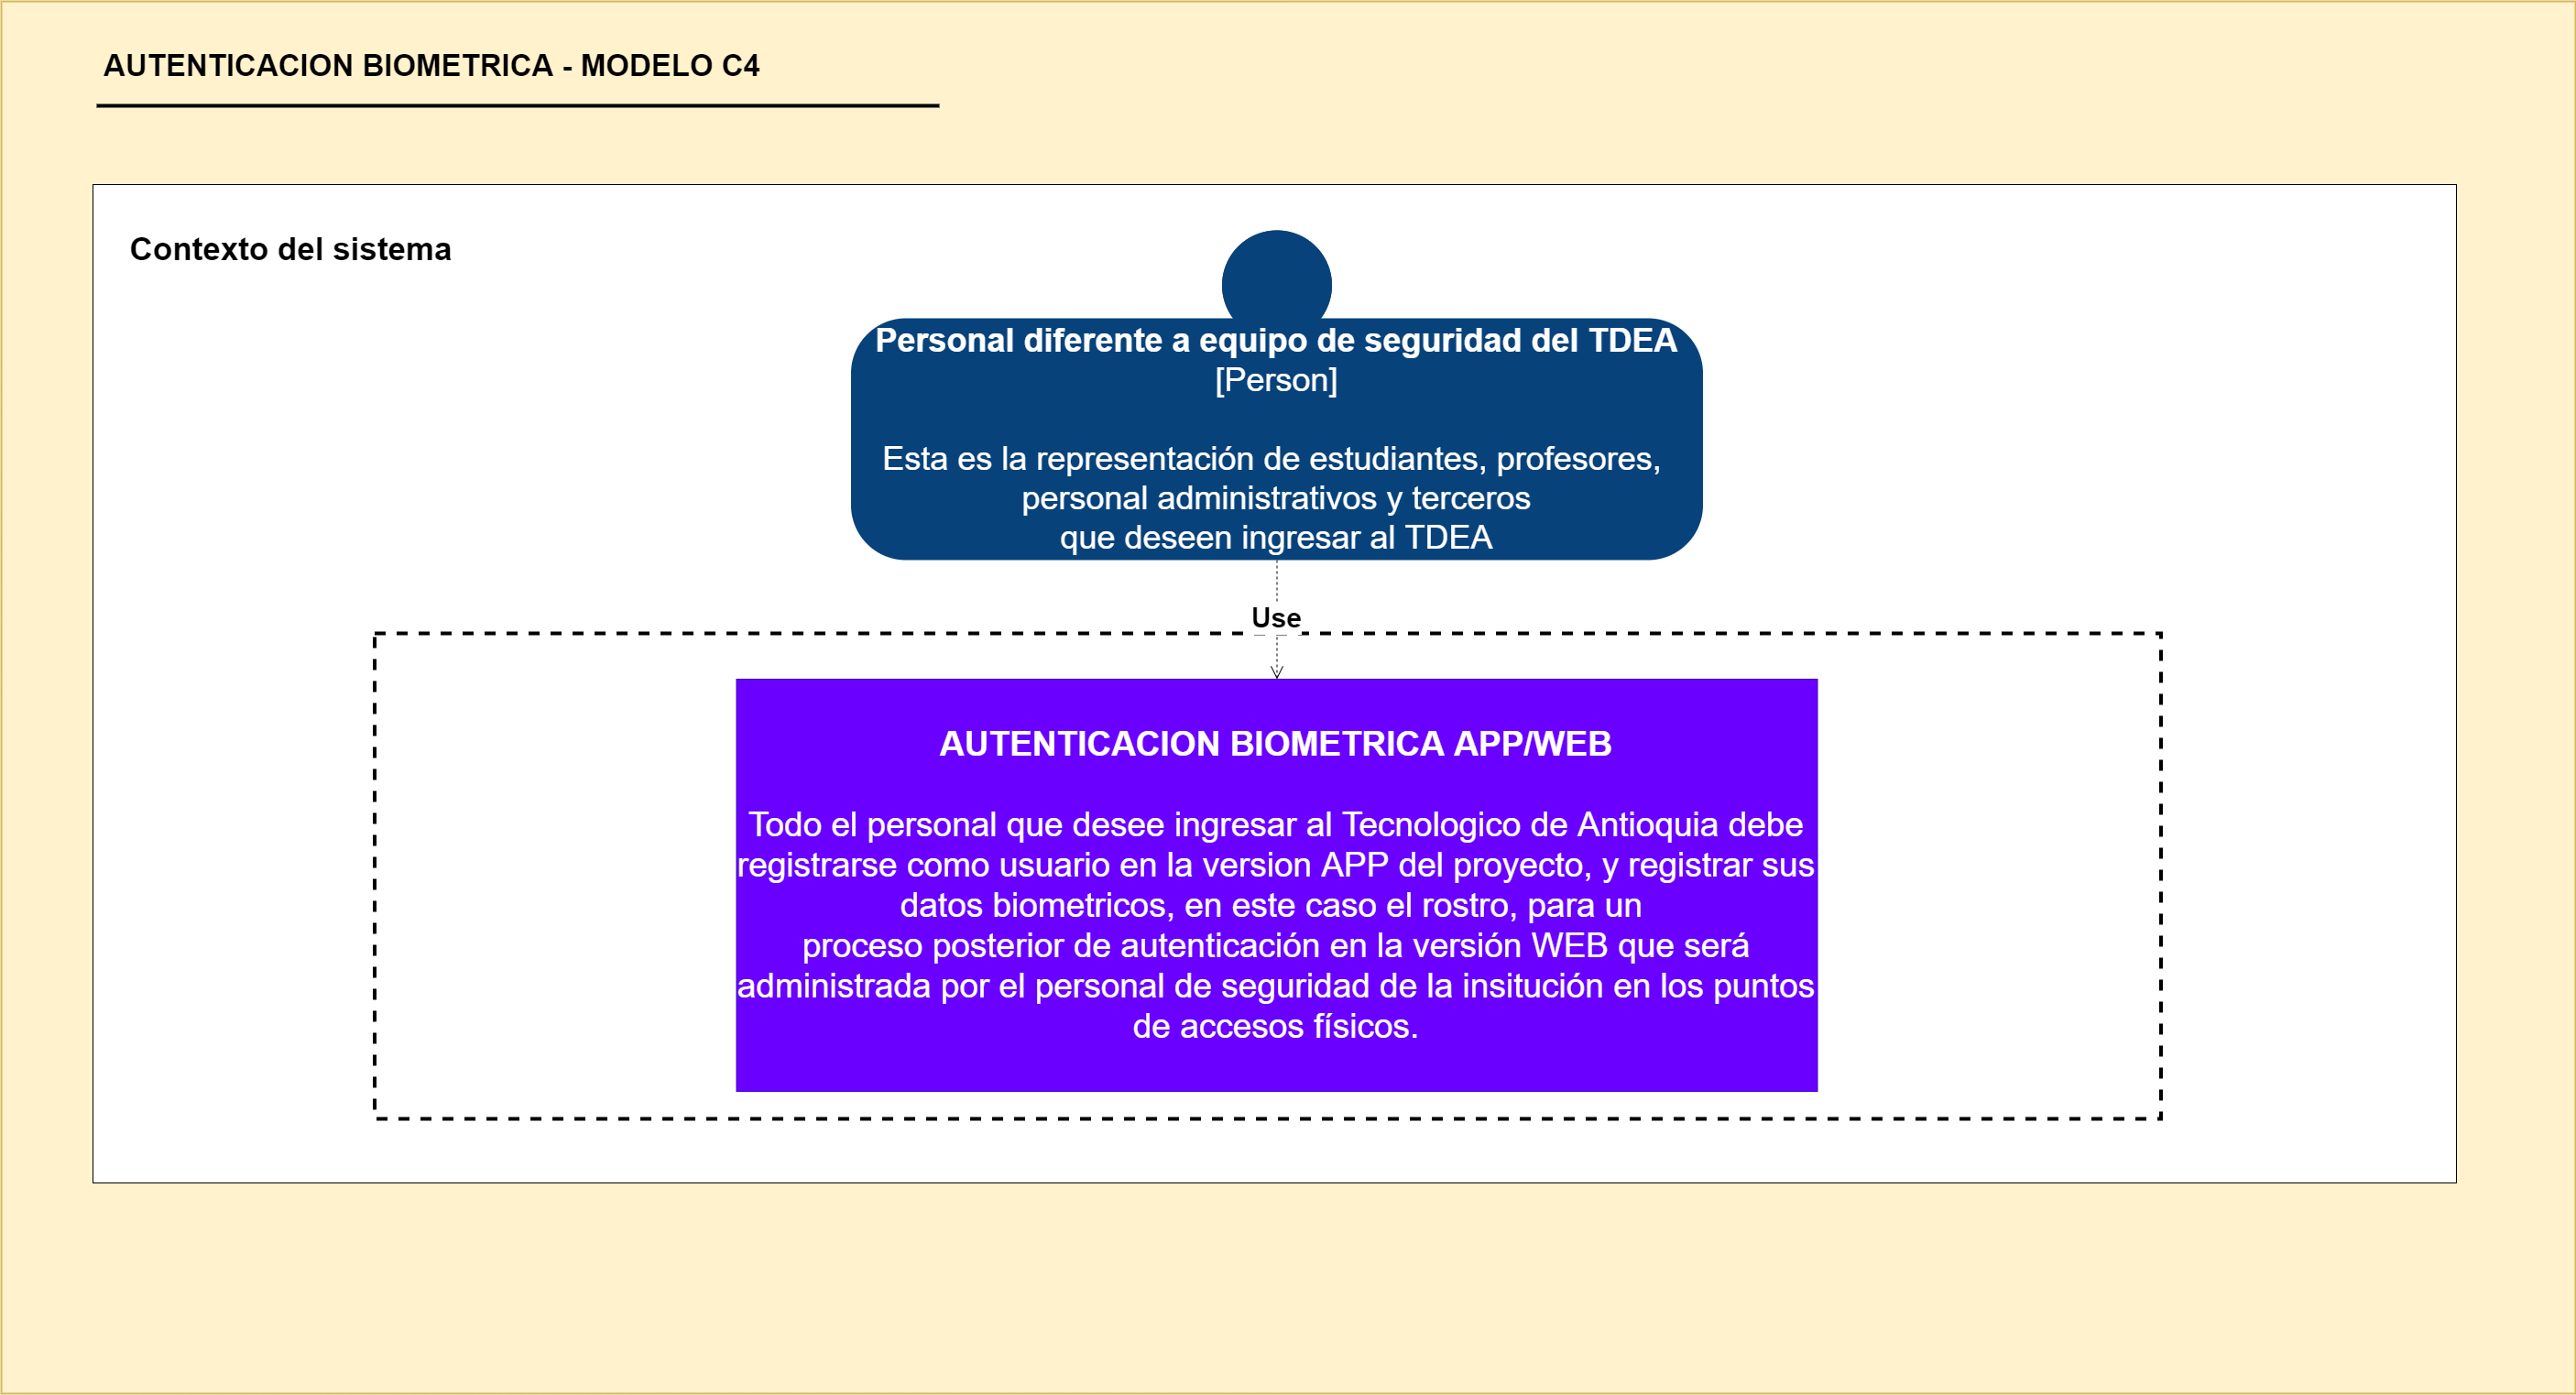 AUTENTICACION BIOMETRICA - MODELO C4
Contexto del sistema
Personal diferente a equipo de seguridad del TDEA
[Person]
Esta es la representación de estudiantes, profesores,
personal administrativos y terceros
que deseen ingresar al TDEA
Use
AUTENTICACION BIOMETRICA APP/WEB
Todo el personal que desee ingresar al Tecnologico de Antioquia debe
registrarse como usuario en la version APP del proyecto, y registrar sus
datos biometricos, en este caso el rostro, para un
proceso posterior de autenticación en la versión WEB que será
administrada por el personal de seguridad de la insitución en los puntos
de accesos físicos.